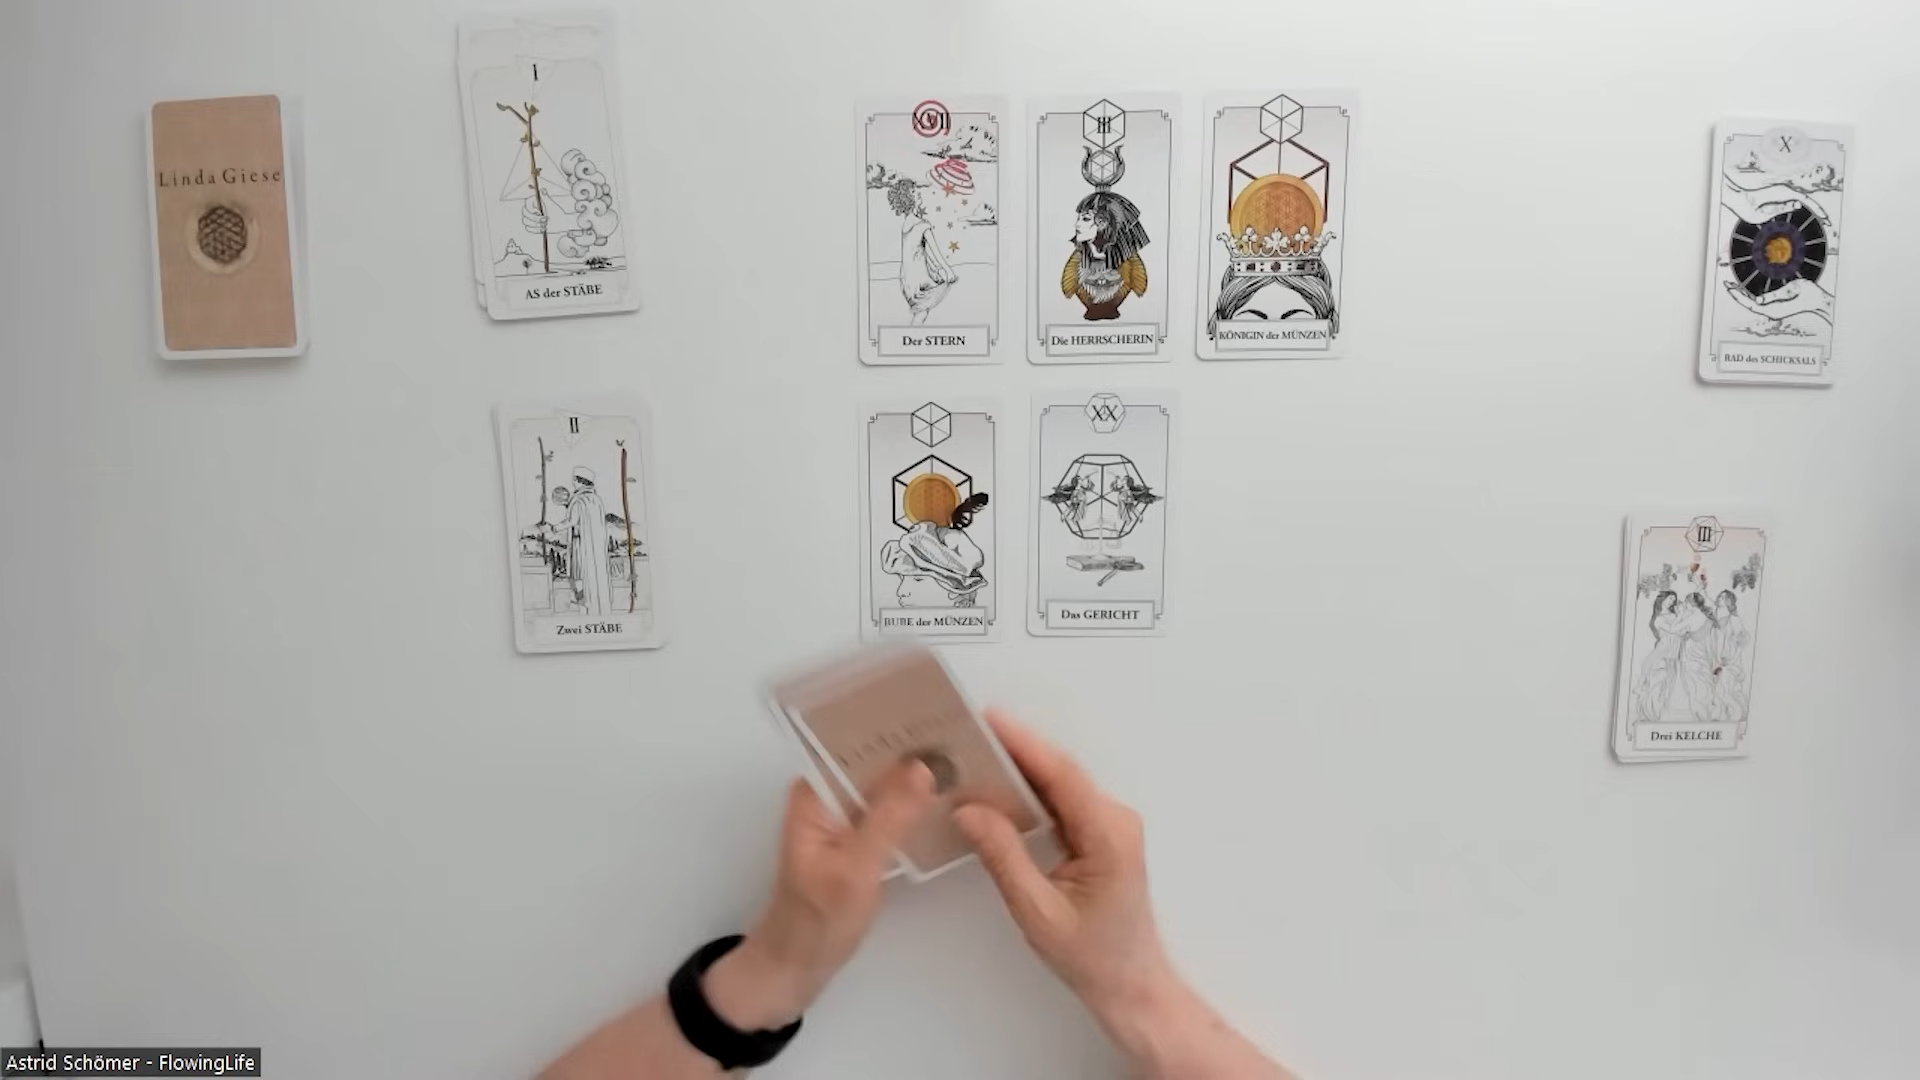 Linda Giese
I
AS der STÄBE
XVII
Der STERN
III
Die HERRSCHERIN
KÖNIGIN der MÜNZEN
X
RAD des SCHICKSALS
II
Zwei STÄBE
BUBE der MÜNZEN
XX
Das GERICHT
III
Drei KELCHE
Astrid Schömer - FlowingLife